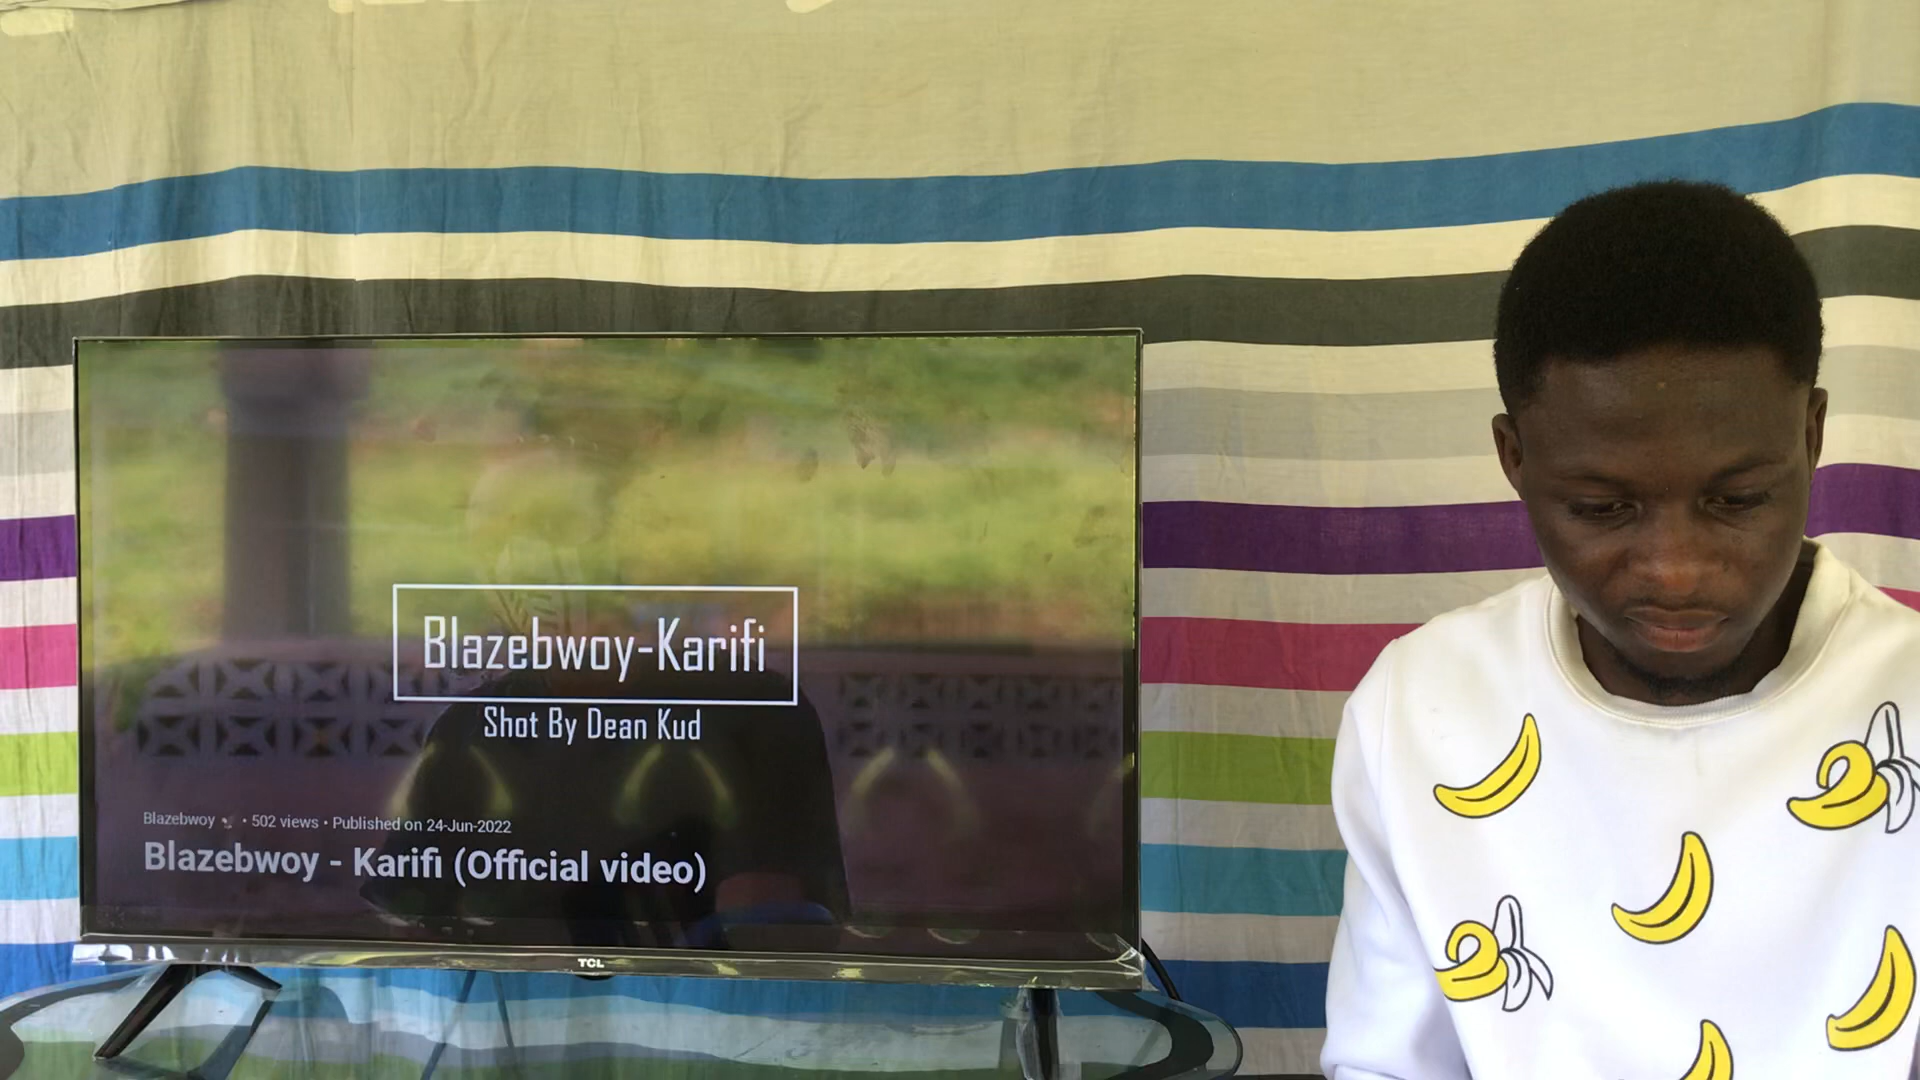 Blazebwoy-Karifi
Shot By Dean Kud
Blazebwoy • 502 views • Published on 24-Jun-2022
Blazebwoy - Karifi (Official video)
TCL